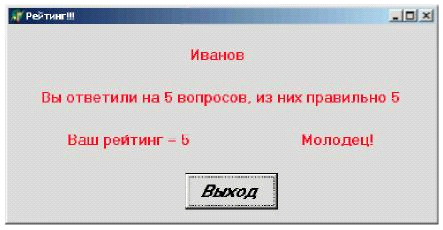 Рейтинг!!!
Иванов
Вы ответили на 5 вопросов, из них правильно 5
Ваш рейтинг - 5 Молодец!
Выход